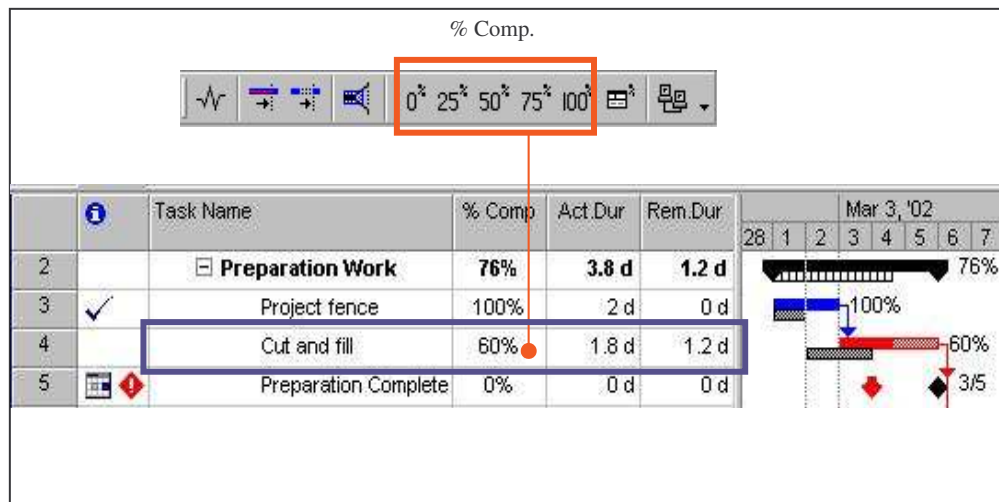 % Comp.
0% 25% 50% 75% 100%
Task Name % Comp Act.Dur Rem.Dur Mar 3, '02
28 1 2 3 4 5 6 7
2 Preparation Work 76% 3.8 d 1.2 d 76%
3 Project fence 100% 2 d 0 d 100%
4 Cut and fill 60% 1.8 d 1.2 d 60%
5 Preparation Complete 0% 0 d 0 d 3/5